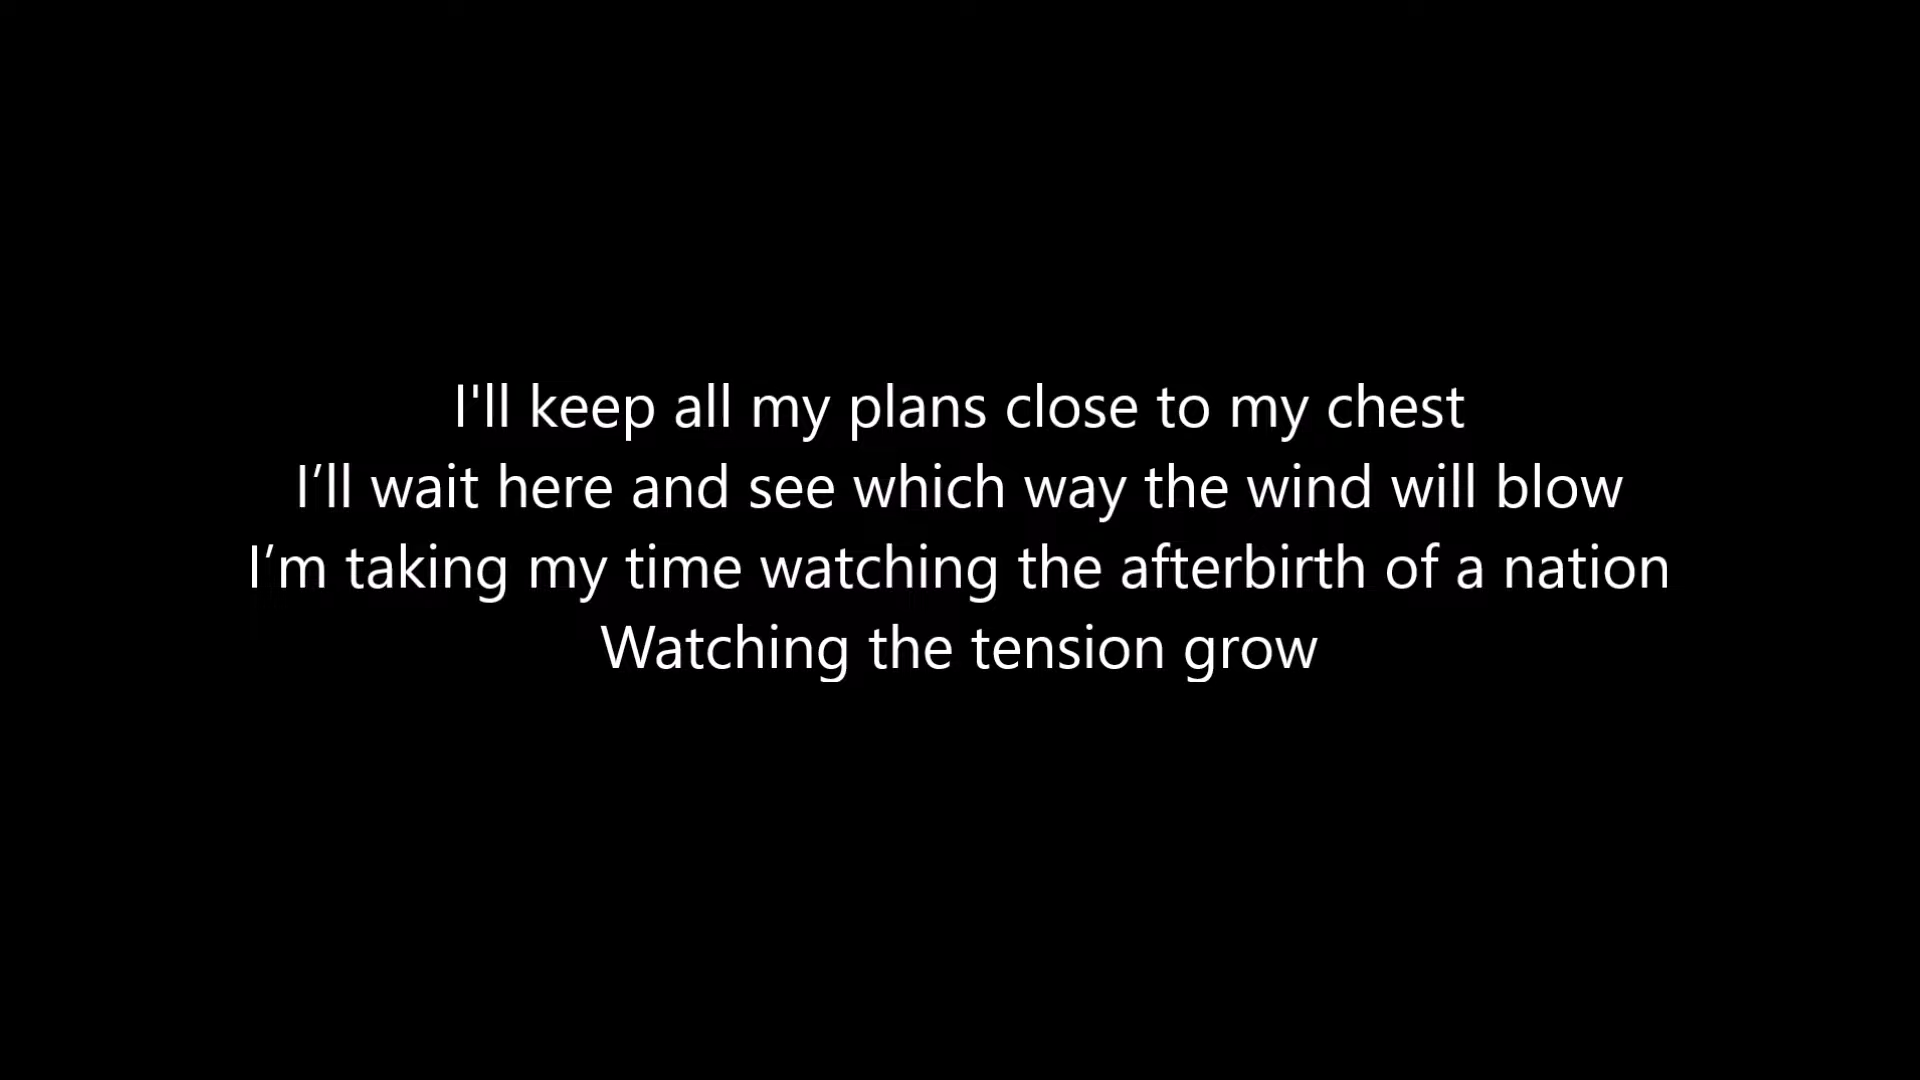 I'll keep all my plans close to my chest
I’ll wait here and see which way the wind will blow
I’m taking my time watching the afterbirth of a nation
Watching the tension grow